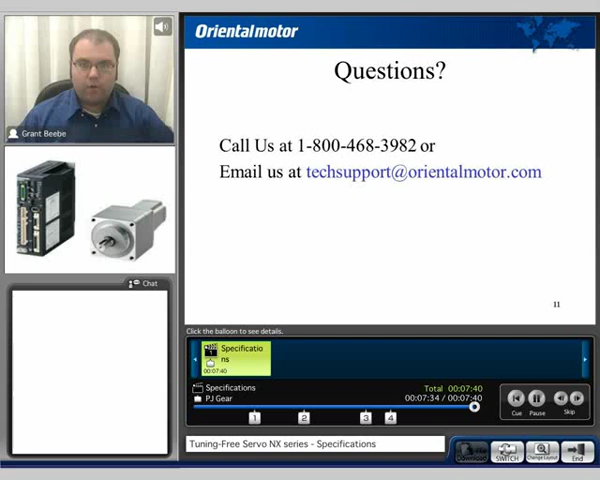 Orientalmotor
Questions?
Call Us at 1-800-468-3982 or
Email us at techsupport@orientalmotor.com
11
Grant Beebe
Chat
Click the balloon to see details.
Specificatio
ns
00:07:40
Specifications
PJ Gear
Total 00:07:40
00:07:34 / 00:07:40
1 2 3 4
Cue Pause Skip
Tuning-Free Servo NX series - Specifications
Download SWITCH Change Layout End